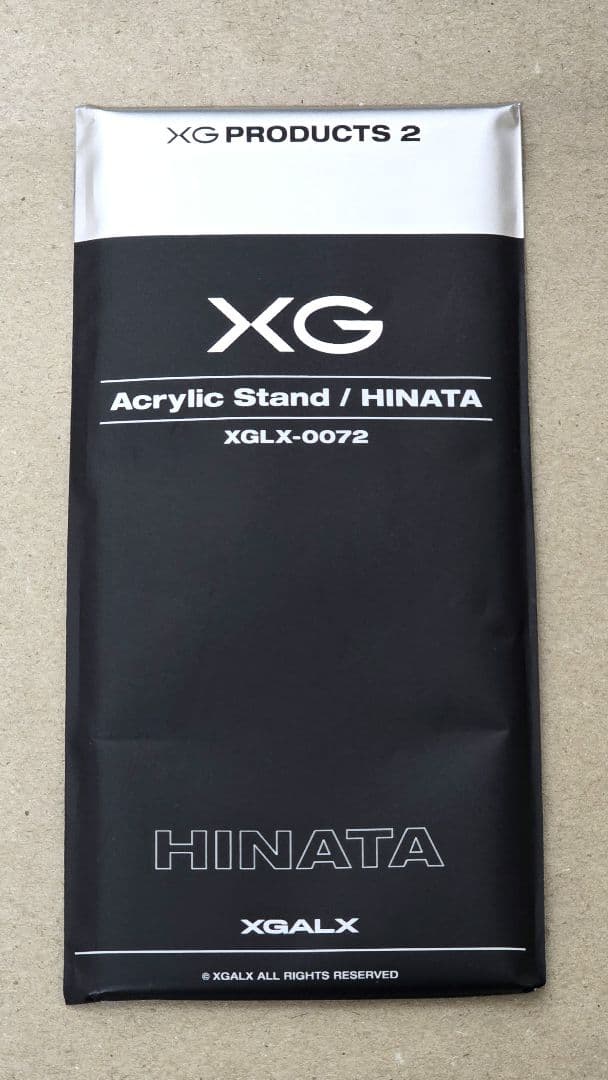 XG PRODUCTS 2
XG
Acrylic Stand / HINATA
XGLX-0072
HINATA
XGALX
© XGALX ALL RIGHTS RESERVED